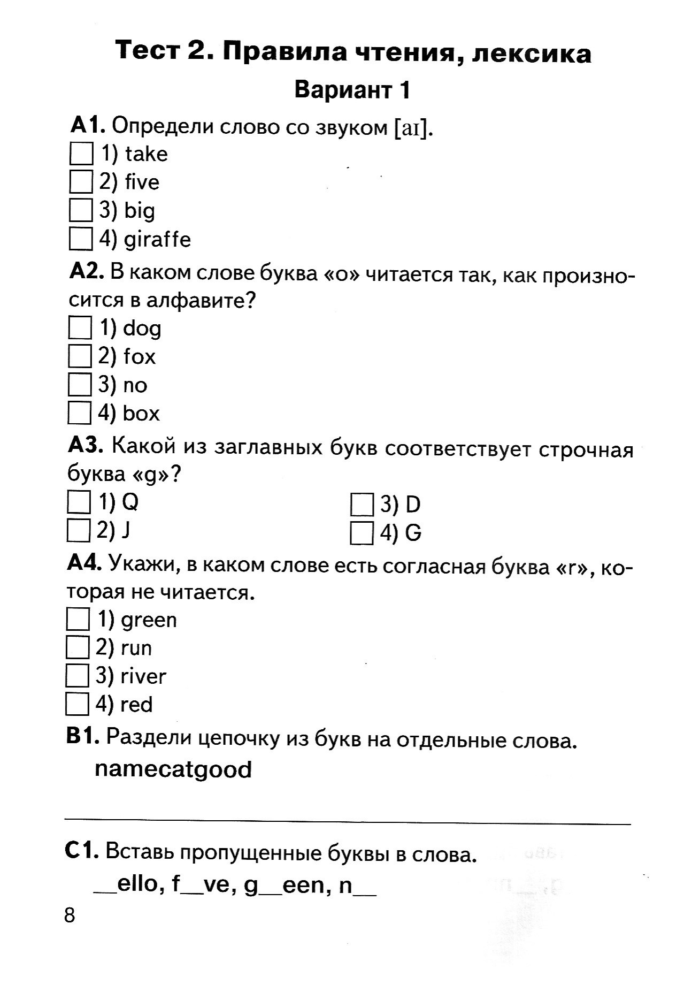 Тест 2. Правила чтения, лексика
Вариант 1
А1. Определи слово со звуком [aɪ].
1) take
2) five
3) big
4) giraffe
А2. В каком слове буква «o» читается так, как произно-
сится в алфавите?
1) dog
2) fox
3) no
4) box
А3. Какой из заглавных букв соответствует строчная
буква «g»?
1) Q
3) D
2) J
4) G
А4. Укажи, в каком слове есть согласная буква «r», ко-
торая не читается.
1) green
2) run
3) river
4) red
В1. Раздели цепочку из букв на отдельные слова.
namecatgood
С1. Вставь пропущенные буквы в слова.
__ello, f__ve, g__een, n__
8